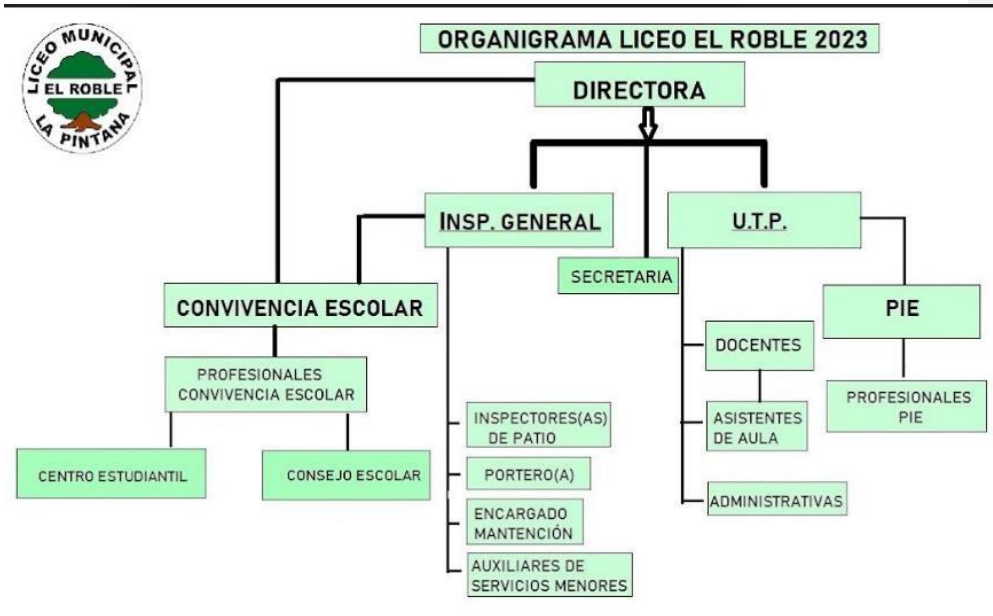 LICEO MUNICIPAL
EL ROBLE
LA PINTANA
ORGANIGRAMA LICEO EL ROBLE 2023
DIRECTORA
INSP. GENERAL
U.T.P.
SECRETARIA
CONVIVENCIA ESCOLAR
PIE
PROFESIONALES
CONVIVENCIA ESCOLAR
CENTRO ESTUDIANTIL
CONSEJO ESCOLAR
INSPECTORES(AS)
DE PATIO
PORTERO(A)
ENCARGADO
MANTENCIÓN
AUXILIARES DE
SERVICIOS MENORES
DOCENTES
ASISTENTES
DE AULA
ADMINISTRATIVAS
PROFESIONALES
PIE